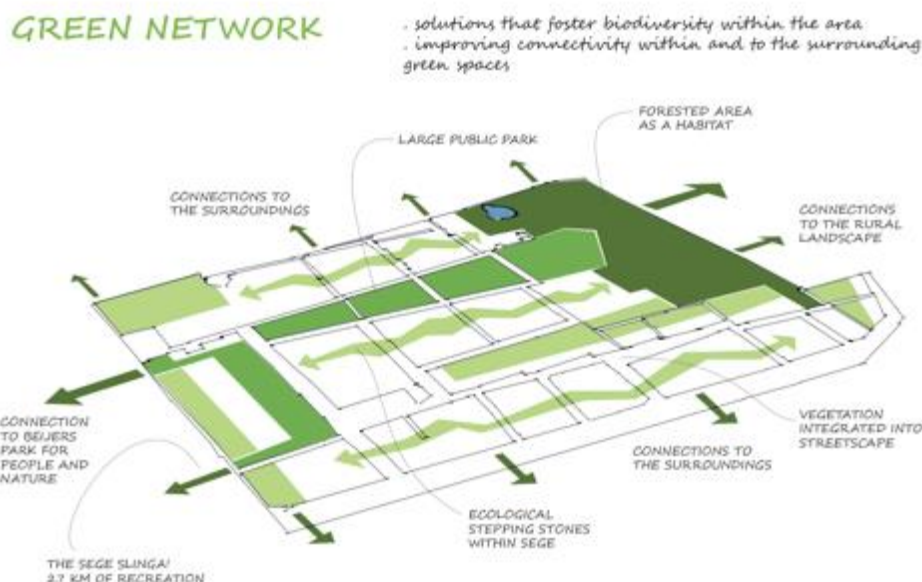 GREEN NETWORK
. solutions that foster biodiversity within the area
. improving connectivity within and to the surrounding
green spaces
FORESTED AREA
AS A HABITAT
LARGE PUBLIC PARK
CONNECTIONS TO
THE SURROUNDINGS
CONNECTIONS
TO THE RURAL
LANDSCAPE
CONNECTION
TO BEIJERS
PARK FOR
PEOPLE AND
NATURE
VEGETATION
INTEGRATED INTO
STREETSCAPE
CONNECTIONS TO
THE SURROUNDINGS
ECOLOGICAL
STEPPING STONES
WITHIN SEGE
THE SEGE SLINGA!
2.7 KM OF RECREATION